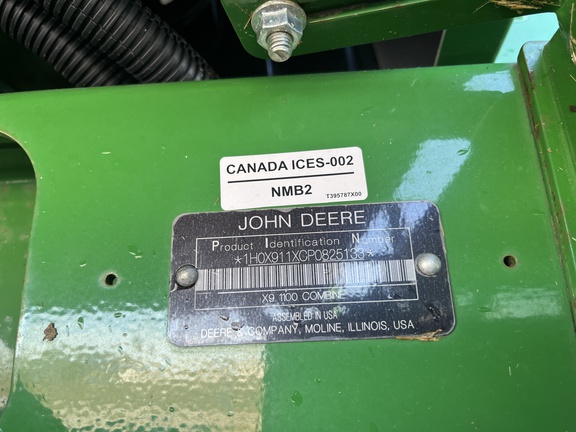 CANADA ICES-002
NMB2
T395787X00
JOHN DEERE
Product Identification Number
*1H0X911XCP0825133*
X9 1100 COMBINE
ASSEMBLED IN USA
DEERE & COMPANY, MOLINE, ILLINOIS, USA